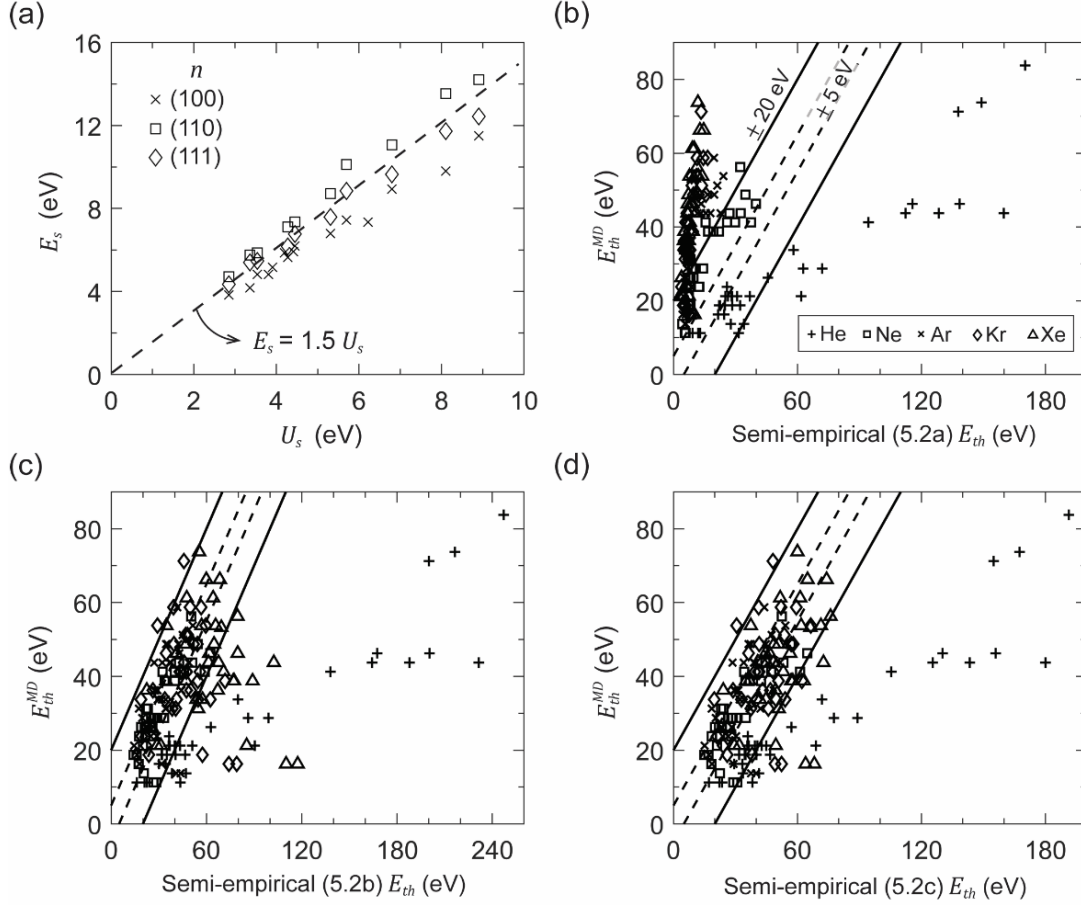 (a)
16
12
8
4
0
E_s (eV)
n
× (100)
□ (110)
◇ (111)
E_s = 1.5 U_s
0 2 4 6 8 10
U_s (eV)
(b)
80
60
40
20
0
E_th^MD (eV)
± 20 eV
± 5 eV
+ He □ Ne × Ar ◇ Kr △ Xe
0 60 120 180
Semi-empirical (5.2a) E_th (eV)
(c)
80
60
40
20
0
E_th^MD (eV)
0 60 120 180 240
Semi-empirical (5.2b) E_th (eV)
(d)
80
60
40
20
0
E_th^MD (eV)
0 60 120 180
Semi-empirical (5.2c) E_th (eV)